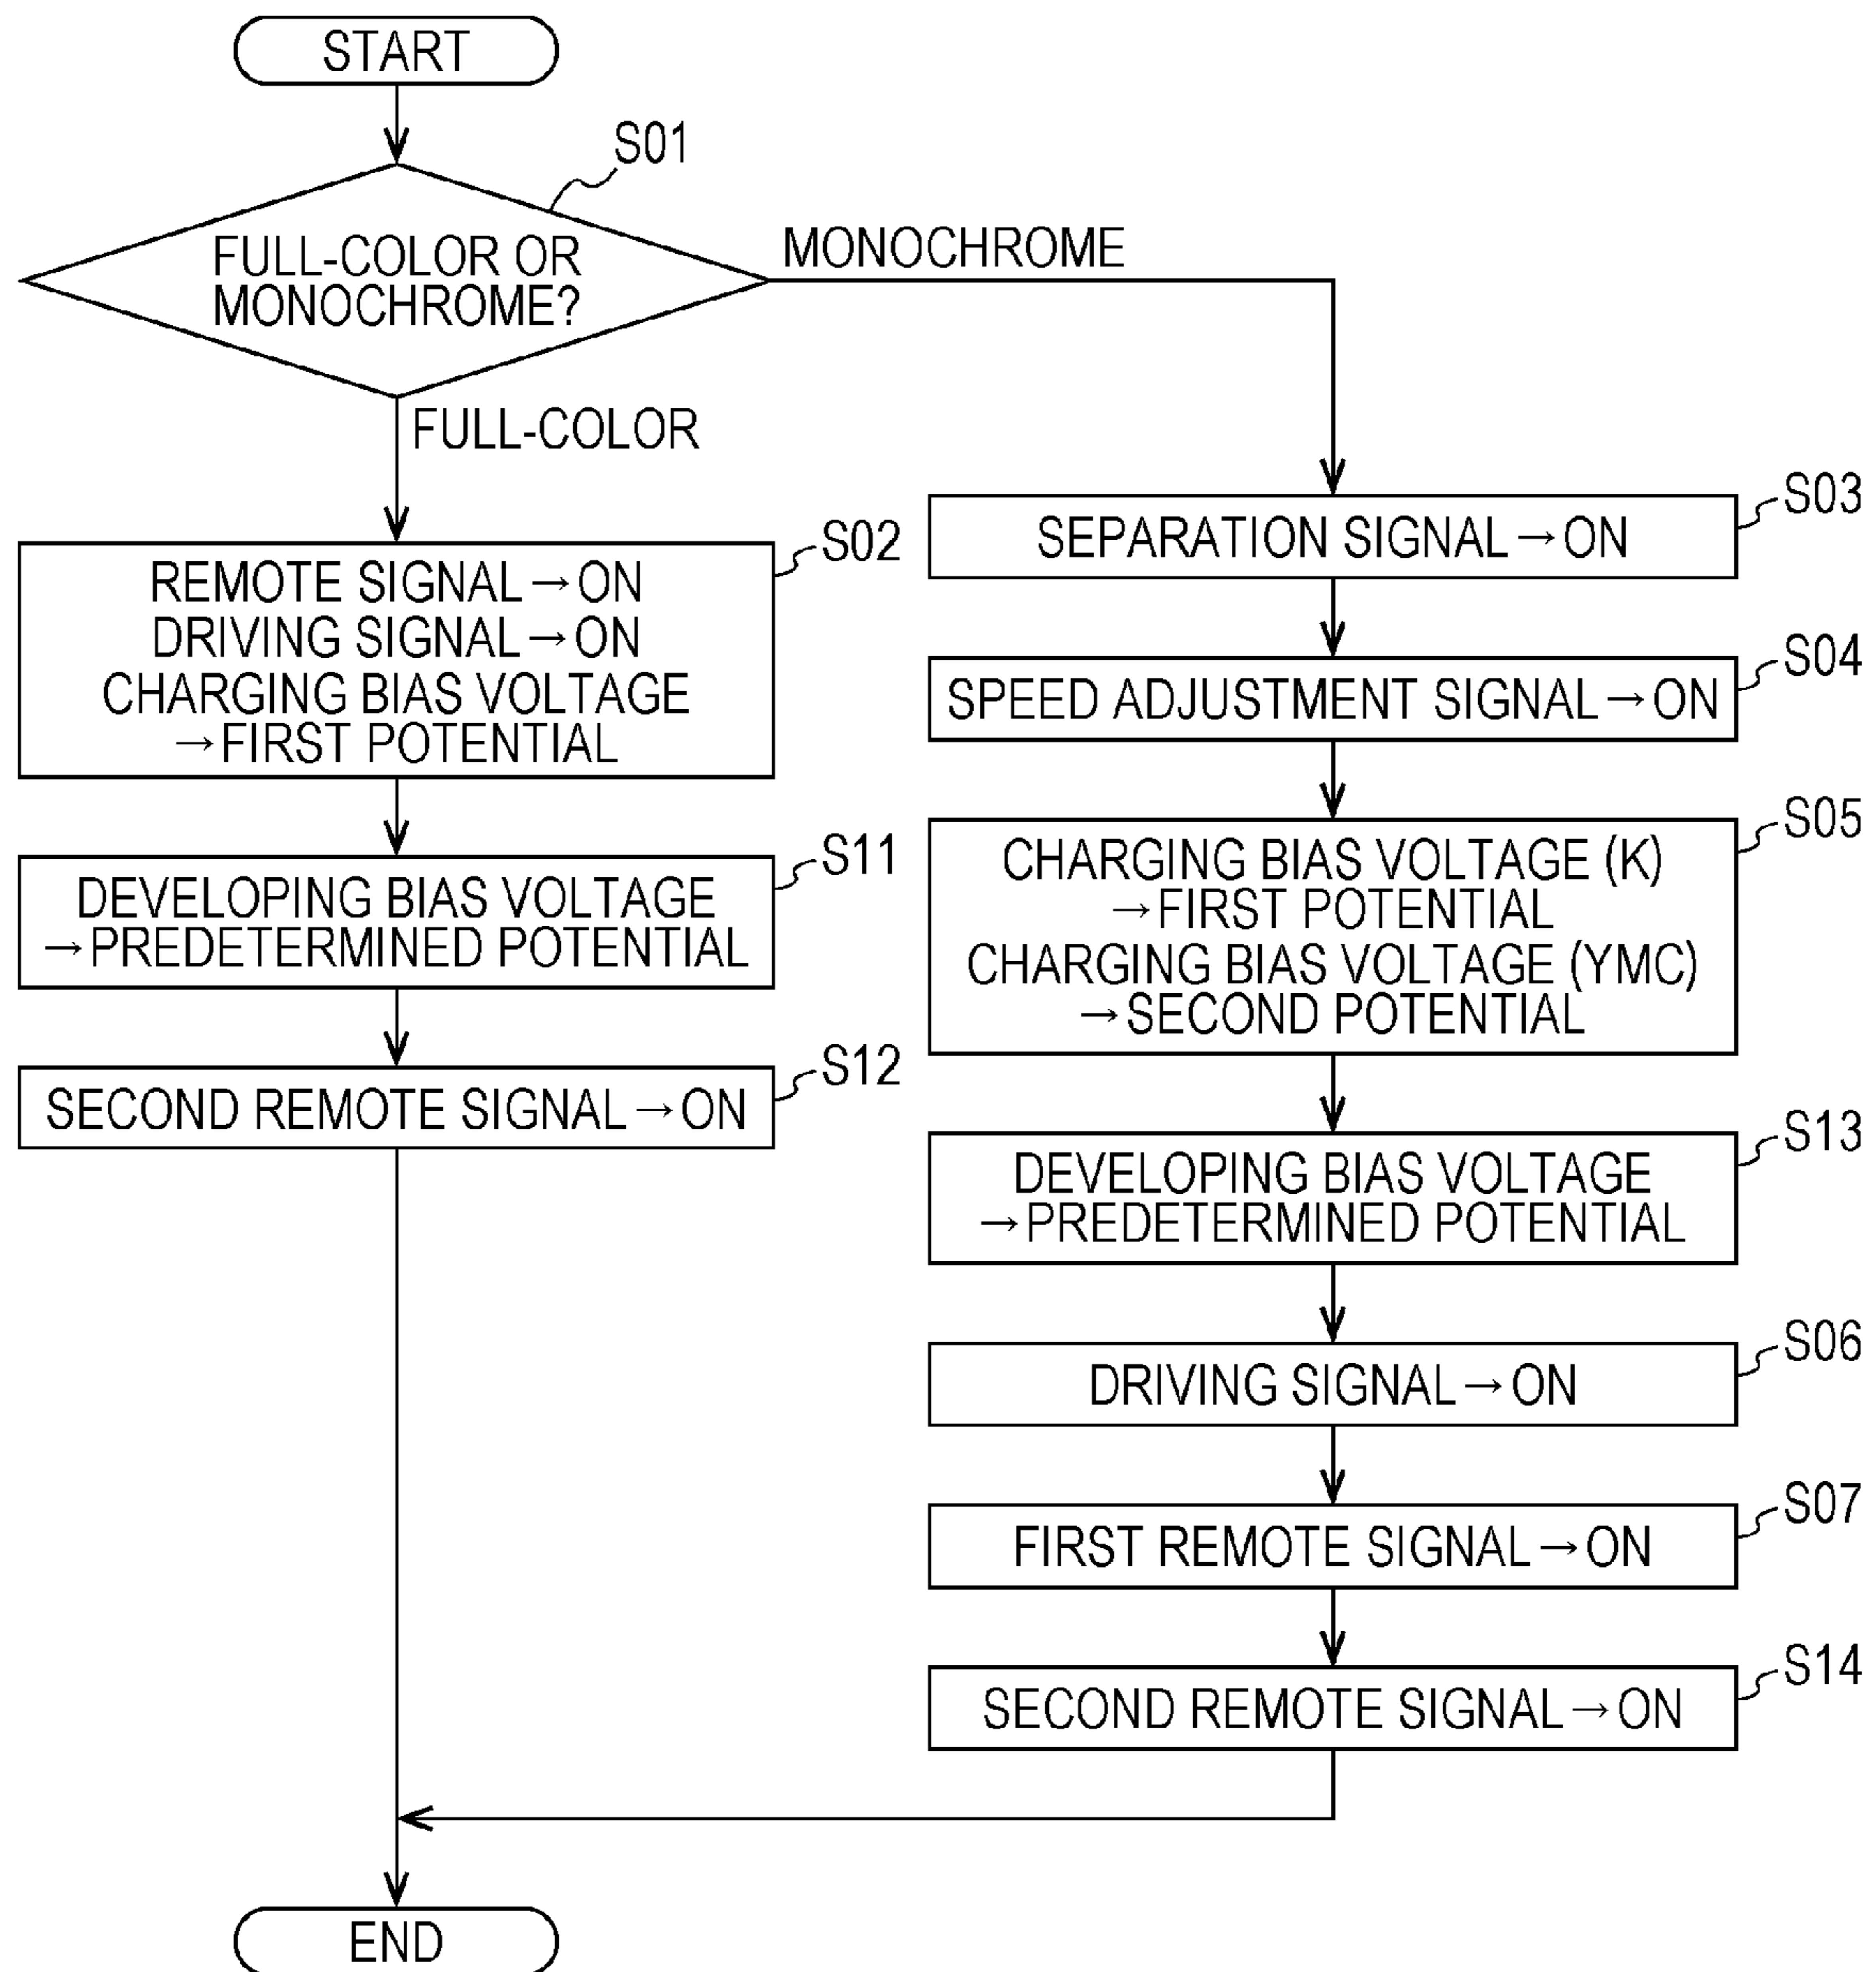 START
S01
FULL-COLOR OR
MONOCHROME?
MONOCHROME
FULL-COLOR
S02
REMOTE SIGNAL→ON
DRIVING SIGNAL→ON
CHARGING BIAS VOLTAGE
→FIRST POTENTIAL
S11
DEVELOPING BIAS VOLTAGE
→PREDETERMINED POTENTIAL
S12
SECOND REMOTE SIGNAL→ON
S03
SEPARATION SIGNAL→ON
S04
SPEED ADJUSTMENT SIGNAL→ON
S05
CHARGING BIAS VOLTAGE (K)
→FIRST POTENTIAL
CHARGING BIAS VOLTAGE (YMC)
→SECOND POTENTIAL
S13
DEVELOPING BIAS VOLTAGE
→PREDETERMINED POTENTIAL
S06
DRIVING SIGNAL→ON
S07
FIRST REMOTE SIGNAL→ON
S14
SECOND REMOTE SIGNAL→ON
END